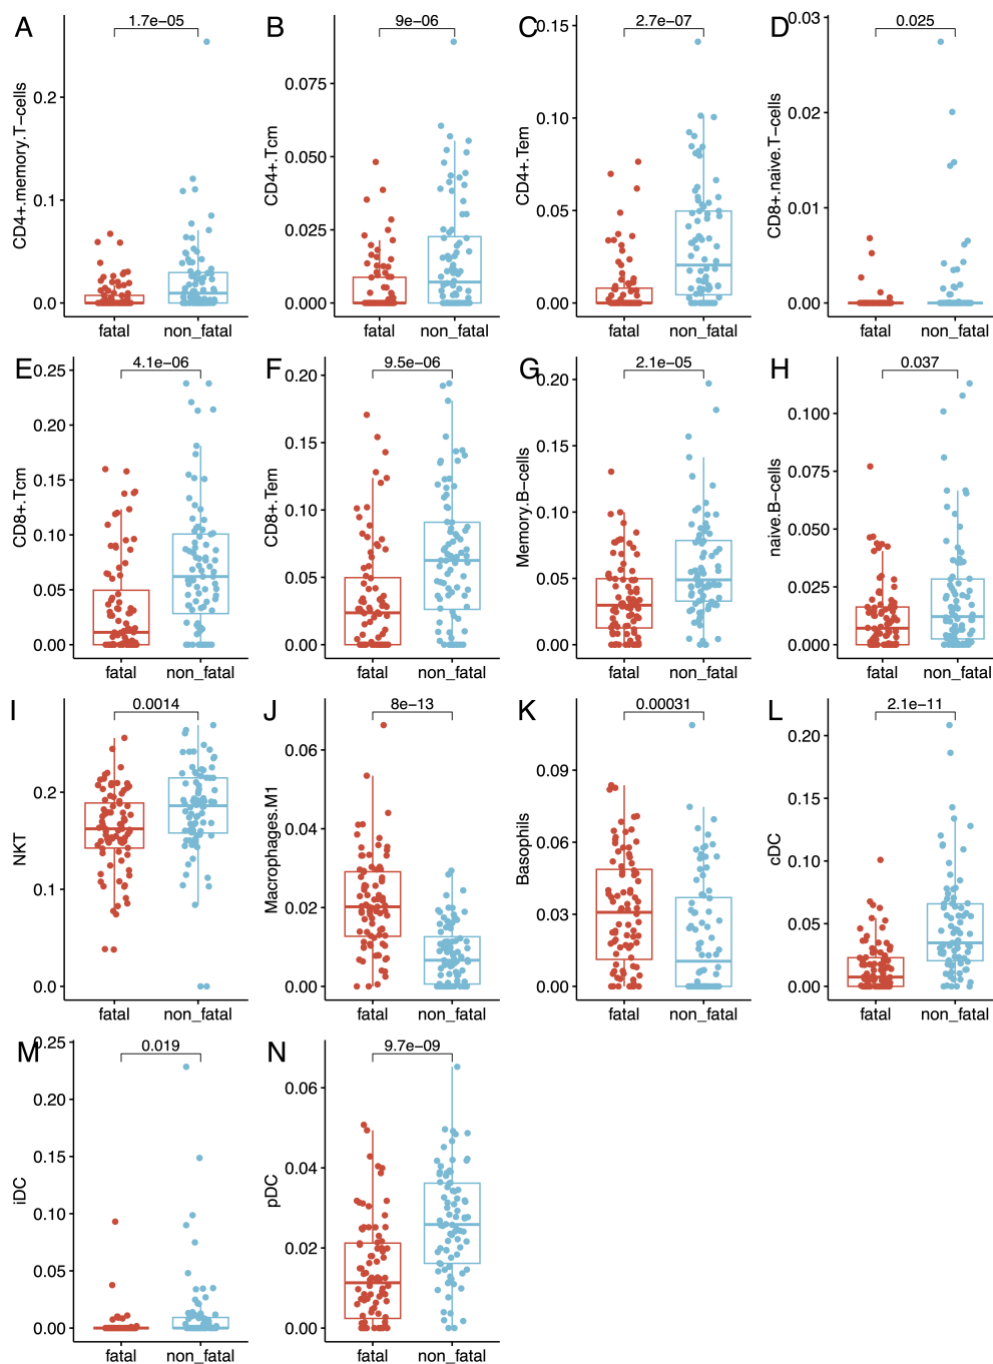 A
1.7e−05
CD4+.memory.T−cells
0.2
0.1
0.0
fatal non_fatal
B
9e−06
CD4+.Tcm
0.075
0.050
0.025
0.000
fatal non_fatal
C
2.7e−07
CD4+.Tem
0.15
0.10
0.05
0.00
fatal non_fatal
D
0.025
CD8+.naive.T−cells
0.03
0.02
0.01
0.00
fatal non_fatal
E
4.1e−06
CD8+.Tcm
0.25
0.20
0.15
0.10
0.05
0.00
fatal non_fatal
F
9.5e−06
CD8+.Tem
0.20
0.15
0.10
0.05
0.00
fatal non_fatal
G
2.1e−05
Memory.B−cells
0.20
0.15
0.10
0.05
0.00
fatal non_fatal
H
0.037
naive.B−cells
0.100
0.075
0.050
0.025
0.000
fatal non_fatal
I
0.0014
NKT
0.2
0.1
0.0
fatal non_fatal
J
8e−13
Macrophages.M1
0.06
0.04
0.02
0.00
fatal non_fatal
K
0.00031
Basophils
0.09
0.06
0.03
0.00
fatal non_fatal
L
2.1e−11
cDC
0.20
0.15
0.10
0.05
0.00
fatal non_fatal
M
0.019
iDC
0.25
0.20
0.15
0.10
0.05
0.00
fatal non_fatal
N
9.7e−09
pDC
0.06
0.04
0.02
0.00
fatal non_fatal